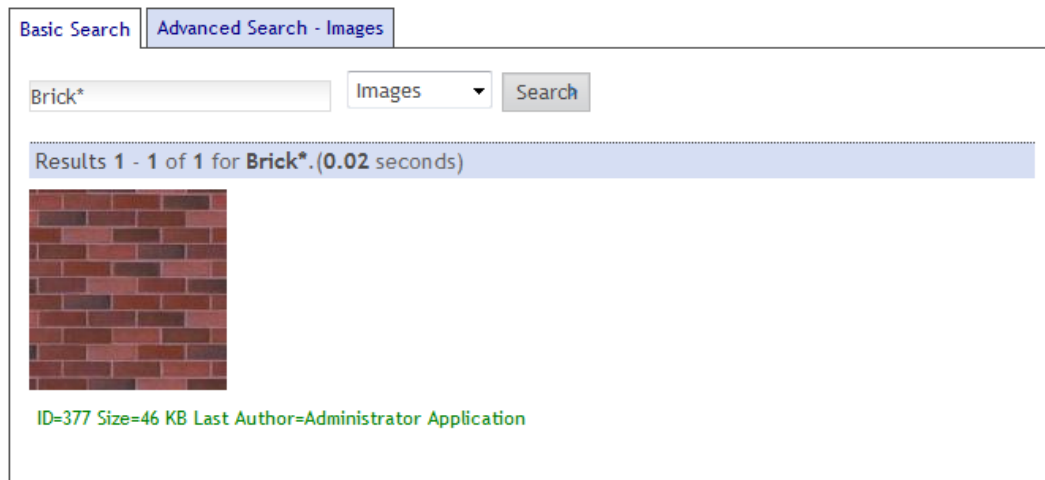 Basic Search Advanced Search - Images
Brick* Images Search
Results 1 - 1 of 1 for Brick*.(0.02 seconds)
ID=377 Size=46 KB Last Author=Administrator Application